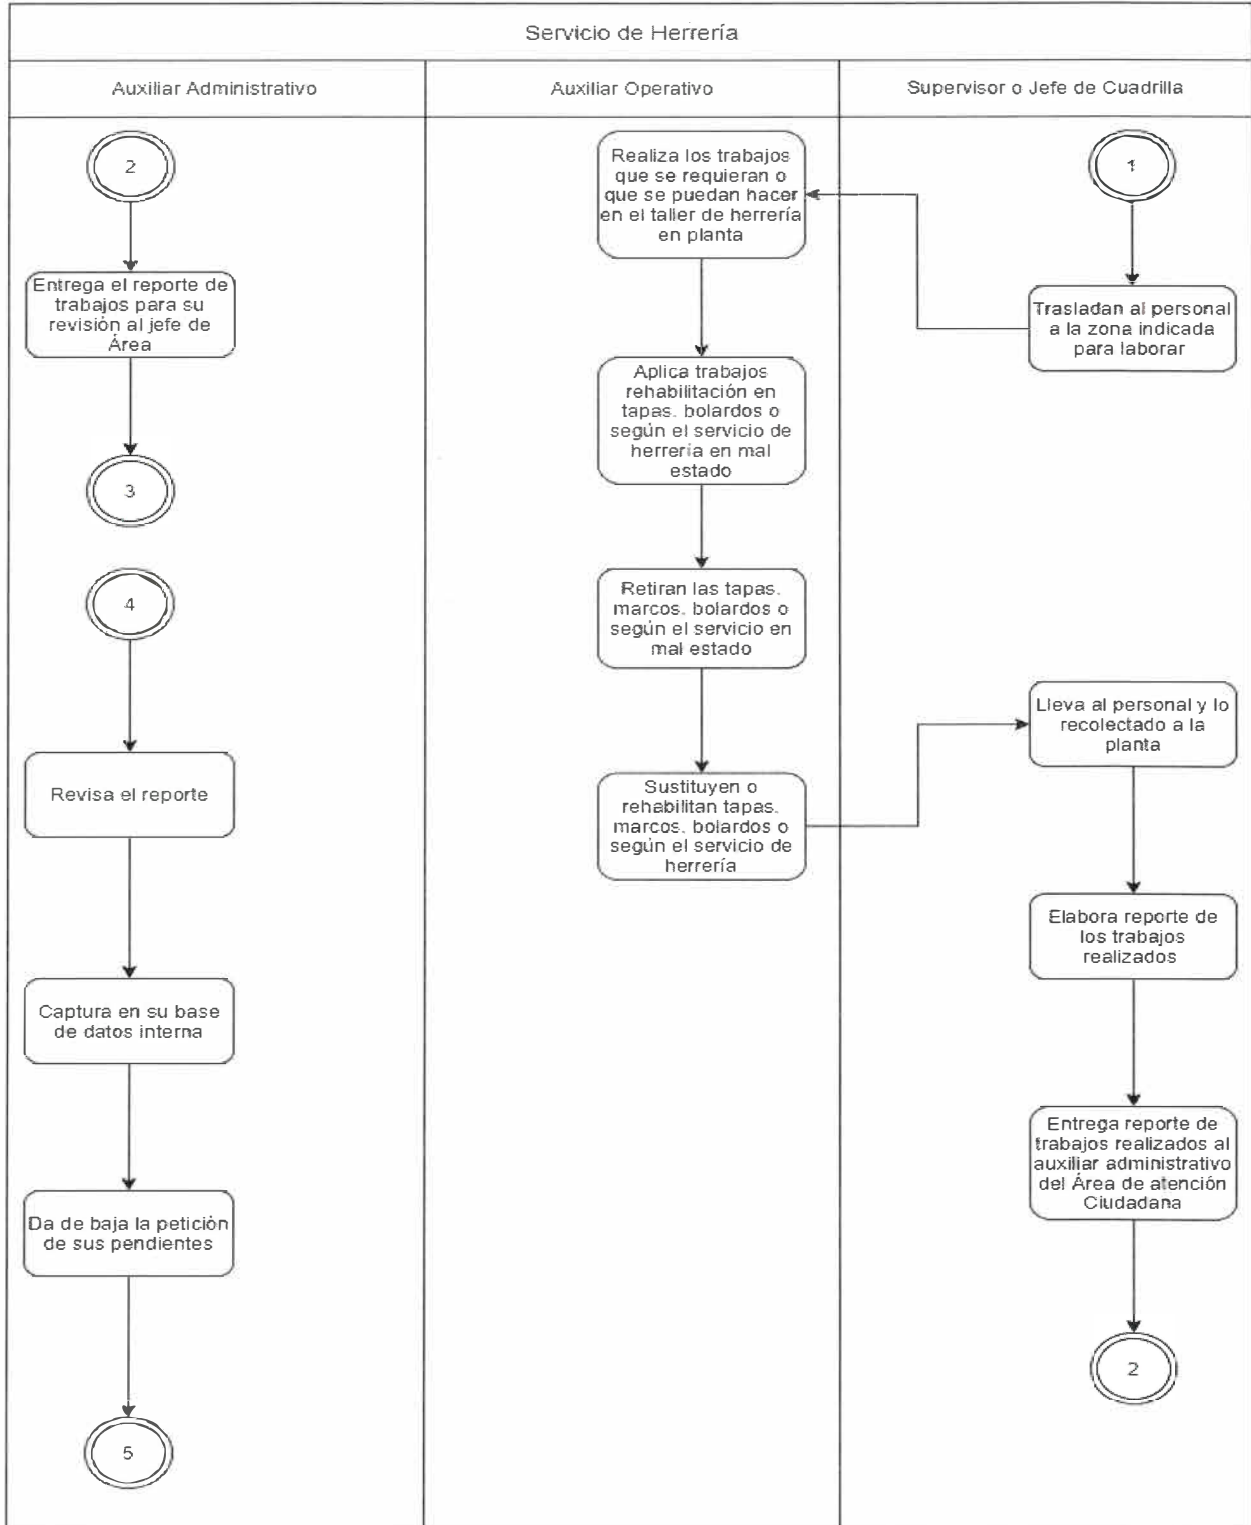 Servicio de Herrería
Auxiliar Administrativo
Auxiliar Operativo
Supervisor o Jefe de Cuadrilla
2
Entrega el reporte de
trabajos para su
revisión al jefe de
Área
3
4
Revisa el reporte
Captura en su base
de datos interna
Da de baja la petición
de sus pendientes
5
Realiza los trabajos
que se requieran o
que se puedan hacer
en el taller de herrería
en planta
Aplica trabajos
rehabilitación en
tapas. bolardos o
según el servicio de
herrería en mal
estado
Retiran las tapas.
marcos. bolardos o
según el servicio en
mal estado
Sustituyen o
rehabilitan tapas.
marcos. bolardos o
según el servicio de
herrería
1
Trasladan al personal
a la zona indicada
para laborar
Lleva al personal y lo
recolectado a la
planta
Elabora reporte de
los trabajos
realizados
Entrega reporte de
trabajos realizados al
auxiliar administrativo
del Área de atención
Ciudadana
2